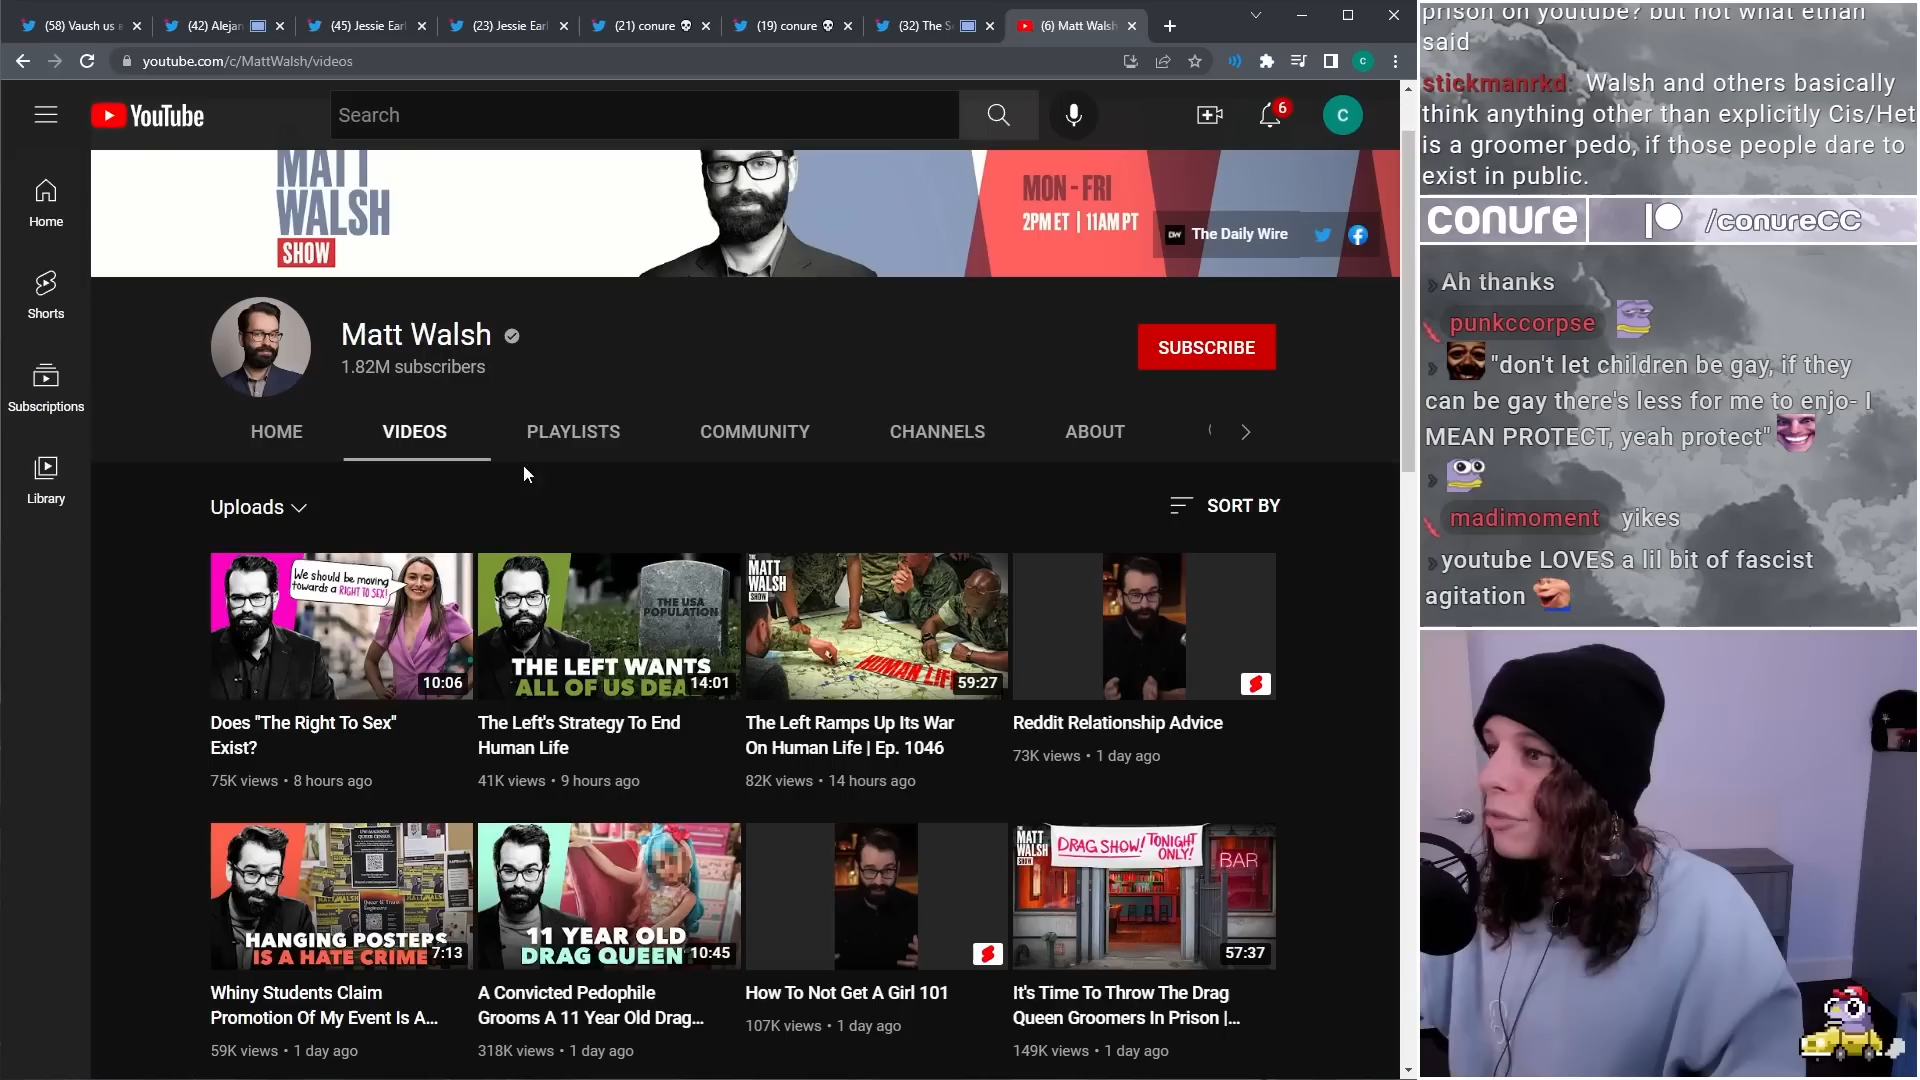 (58) Vaush us
(42) Alejan
(45) Jessie Earl
(23) Jessie Earl
(21) conure
(19) conure
(32) The S
(6) Matt Walsh
youtube.com/c/MattWalsh/videos
YouTube
Search
6
C
Home
Shorts
Subscriptions
Library
MATT
WALSH
SHOW
MON - FRI
2PM ET | 11AM PT
DW The Daily Wire
Matt Walsh
1.82M subscribers
SUBSCRIBE
HOME
VIDEOS
PLAYLISTS
COMMUNITY
CHANNELS
ABOUT
Uploads
SORT BY
We should be moving
towards a RIGHT TO SEX!
10:06
Does "The Right To Sex"
Exist?
75K views • 8 hours ago
THE USA
POPULATION
THE LEFT WANTS
ALL OF US DEA
14:01
The Left's Strategy To End
Human Life
41K views • 9 hours ago
THE
MATT
WALSH
SHOW
HUMAN LIF
59:27
The Left Ramps Up Its War
On Human Life | Ep. 1046
82K views • 14 hours ago
Reddit Relationship Advice
73K views • 1 day ago
HANGING POSTERS
IS A HATE CRIME
7:13
Whiny Students Claim
Promotion Of My Event Is A...
59K views • 1 day ago
11 YEAR OLD
DRAG QUEEN
10:45
A Convicted Pedophile
Grooms A 11 Year Old Drag...
318K views • 1 day ago
How To Not Get A Girl 101
107K views • 1 day ago
THE
MATT
WALSH
SHOW
DRAG SHOW! TONIGHT
ONLY!
BAR
57:37
It's Time To Throw The Drag
Queen Groomers In Prison |...
149K views • 1 day ago
prison on youtube? but not what ethan
said
stickmanrkd: Walsh and others basically
think anything other than explicitly Cis/Het
is a groomer pedo, if those people dare to
exist in public.
conure
/conureCC
Ah thanks
punkccorpse
"don't let children be gay, if they
can be gay there's less for me to enjo- I
MEAN PROTECT, yeah protect"
madimoment yikes
youtube LOVES a lil bit of fascist
agitation